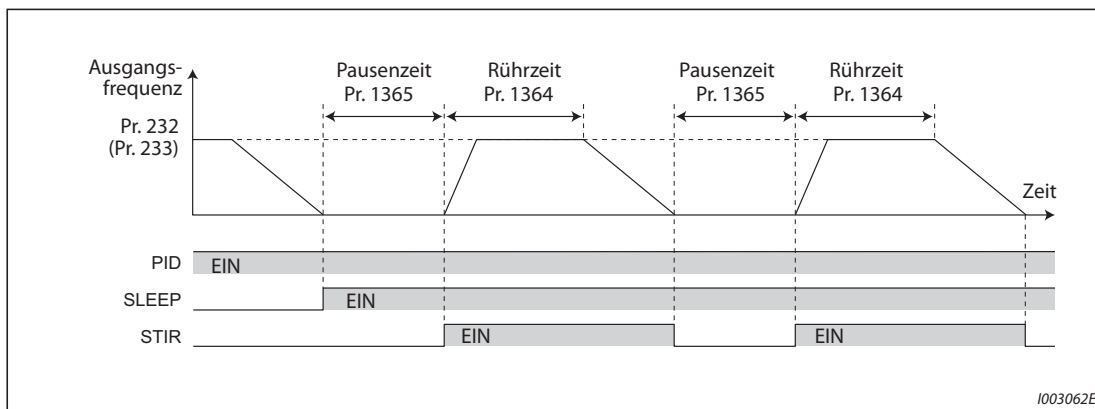 Ausgangs-
frequenz
Pausenzeit
Pr. 1365
Rührzeit
Pr. 1364
Pausenzeit
Pr. 1365
Rührzeit
Pr. 1364
Pr. 232
(Pr. 233)
Zeit
PID
EIN
SLEEP
EIN
STIR
EIN
EIN
I003062E